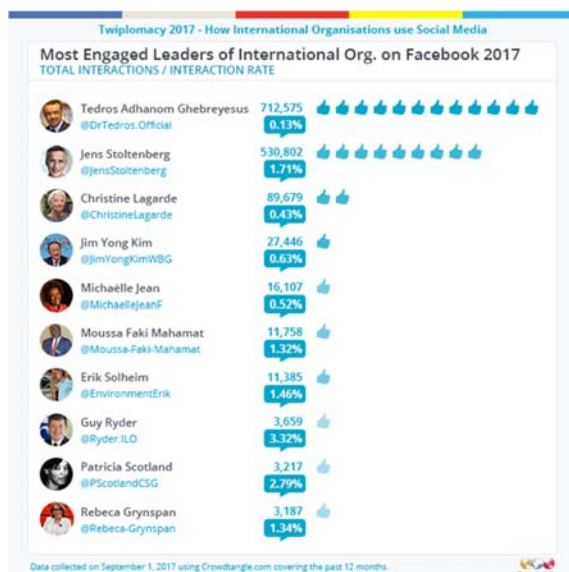 Twiplomacy 2017 - How International Organisations use Social Media
Most Engaged Leaders of International Org. on Facebook 2017
TOTAL INTERACTIONS / INTERACTION RATE
Tedros Adhanom Ghebreyesus 712,575
@DrTedros.Official 0.13%
Jens Stoltenberg 530,802
@JensStoltenberg 1.71%
Christine Lagarde 89,679
@ChristineLagarde 0.43%
Jim Yong Kim 27,446
@JimYongKimWBG 0.63%
Michaëlle Jean 16,107
@MichaelleJeanF 0.52%
Moussa Faki Mahamat 11,758
@Moussa-Faki-Mahamat 1.32%
Erik Solheim 11,385
@EnvironmentErik 1.46%
Guy Ryder 3,659
@Ryder.ILO 3.32%
Patricia Scotland 3,217
@PScotlandCSG 2.79%
Rebeca Grynspan 3,187
@Rebeca-Grynspan 1.34%
Data collected on September 1, 2017 using Crowdtangle.com covering the past 12 months.